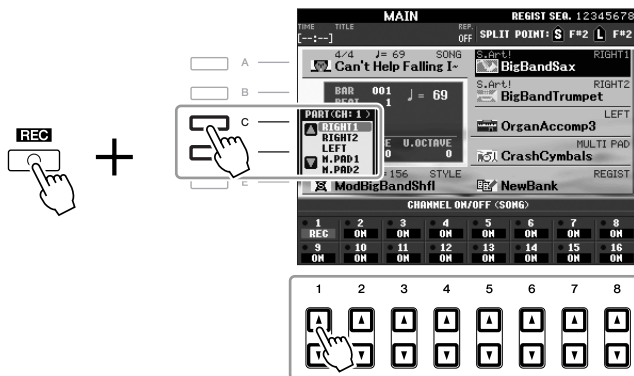 MAIN
REGIST SEQ. 12345678
TIME TITLE REP.
[--:--] OFF
SPLIT POINT: S F#2 L F#2
4/4 ♩= 69 SONG
Can't Help Falling I~
S.Art! RIGHT1
BigBandSax
A
BAR 001 ♩= 69
BEAT 1
S.Art! RIGHT2
BigBandTrumpet
B
REC
+
C
PART(CH: 1 )
RIGHT1
RIGHT2
LEFT
M.PAD1
M.PAD2
E U.OCTAVE
0 0
LEFT
OrganAccomp3
MULTI PAD
CrashCymbals
E
=156 STYLE
ModBigBandShfl
REGIST
NewBank
CHANNEL ON/OFF (SONG)
1 2 3 4 5 6 7 8
REC ON ON ON ON ON ON ON
9 10 11 12 13 14 15 16
ON ON ON ON ON ON ON ON
1 2 3 4 5 6 7 8